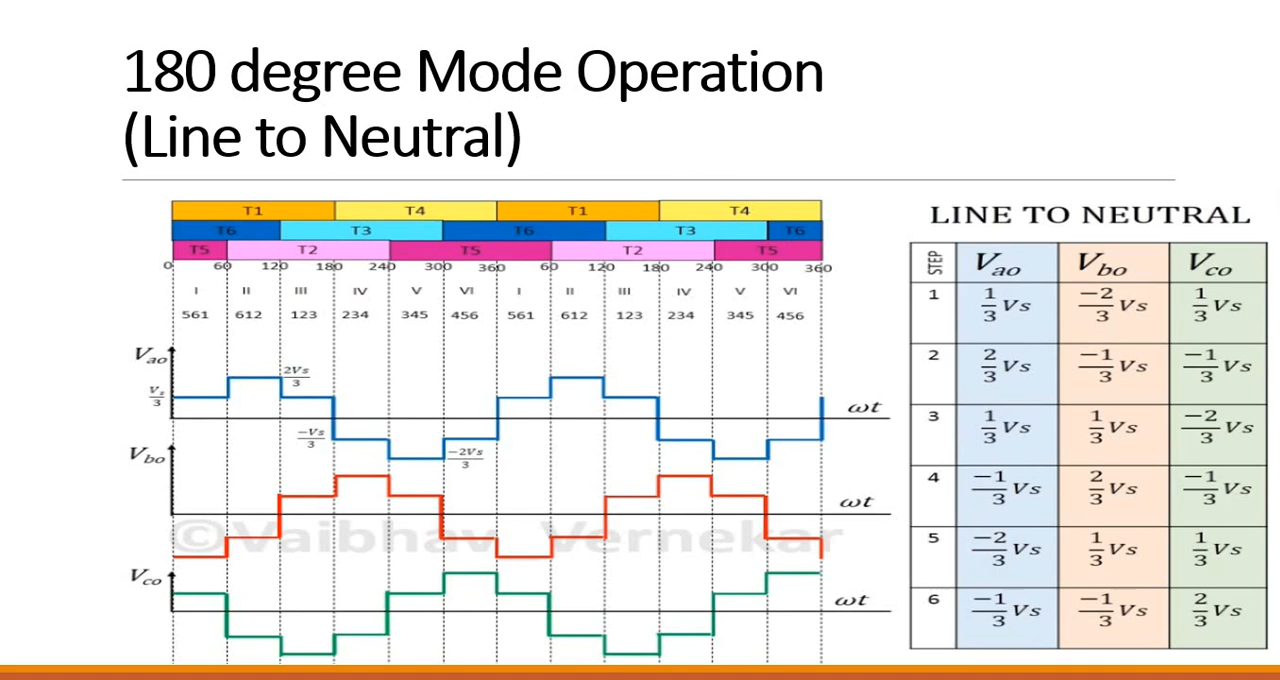 180 degree Mode Operation
(Line to Neutral)
T1 T4 T1 T4
T6 T3 T6 T3 T6
T5 T2 T5 T2 T5
0 60 120 180 240 300 360 60 120 180 240 300 360
I II III IV V VI I II III IV V VI
561 612 123 234 345 456 561 612 123 234 345 456
Vao
Vs/3
2Vs/3
-Vs/3
-2Vs/3
ωt
Vbo
ωt
©Vaibhav Vernekar
Vco
ωt
LINE TO NEUTRAL
STEP Vao Vbo Vco
1 1/3 Vs -2/3 Vs 1/3 Vs
2 2/3 Vs -1/3 Vs -1/3 Vs
3 1/3 Vs 1/3 Vs -2/3 Vs
4 -1/3 Vs 2/3 Vs -1/3 Vs
5 -2/3 Vs 1/3 Vs 1/3 Vs
6 -1/3 Vs -1/3 Vs 2/3 Vs